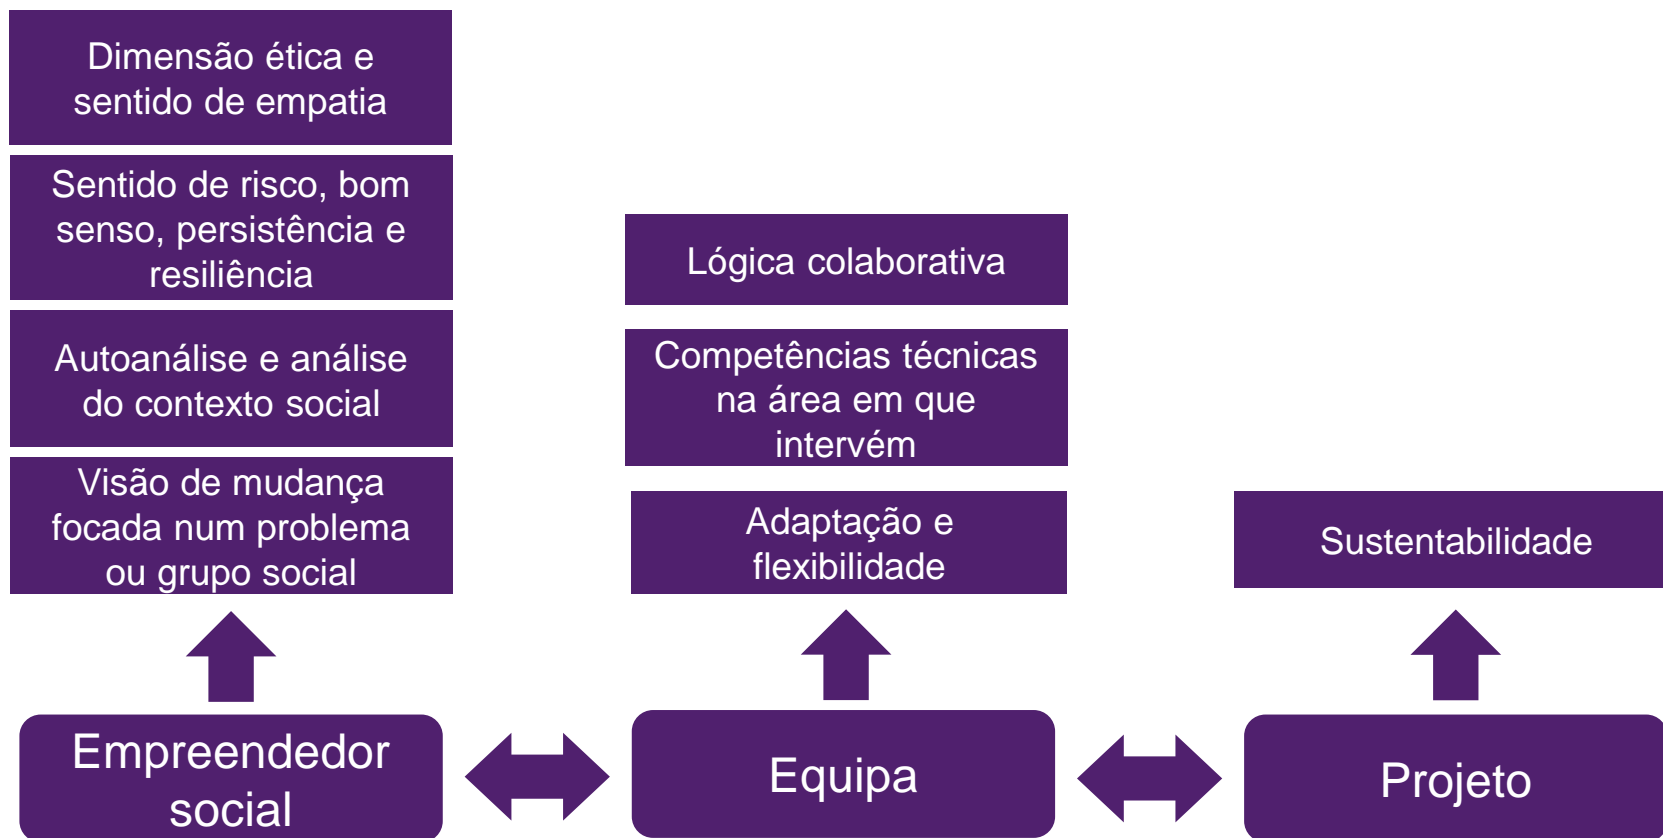 Dimensão ética e
sentido de empatia
Sentido de risco, bom
senso, persistência e
resiliência
Autoanálise e análise
do contexto social
Visão de mudança
focada num problema
ou grupo social
Empreendedor
social
Lógica colaborativa
Competências técnicas
na área em que
intervém
Adaptação e
flexibilidade
Equipa
Sustentabilidade
Projeto